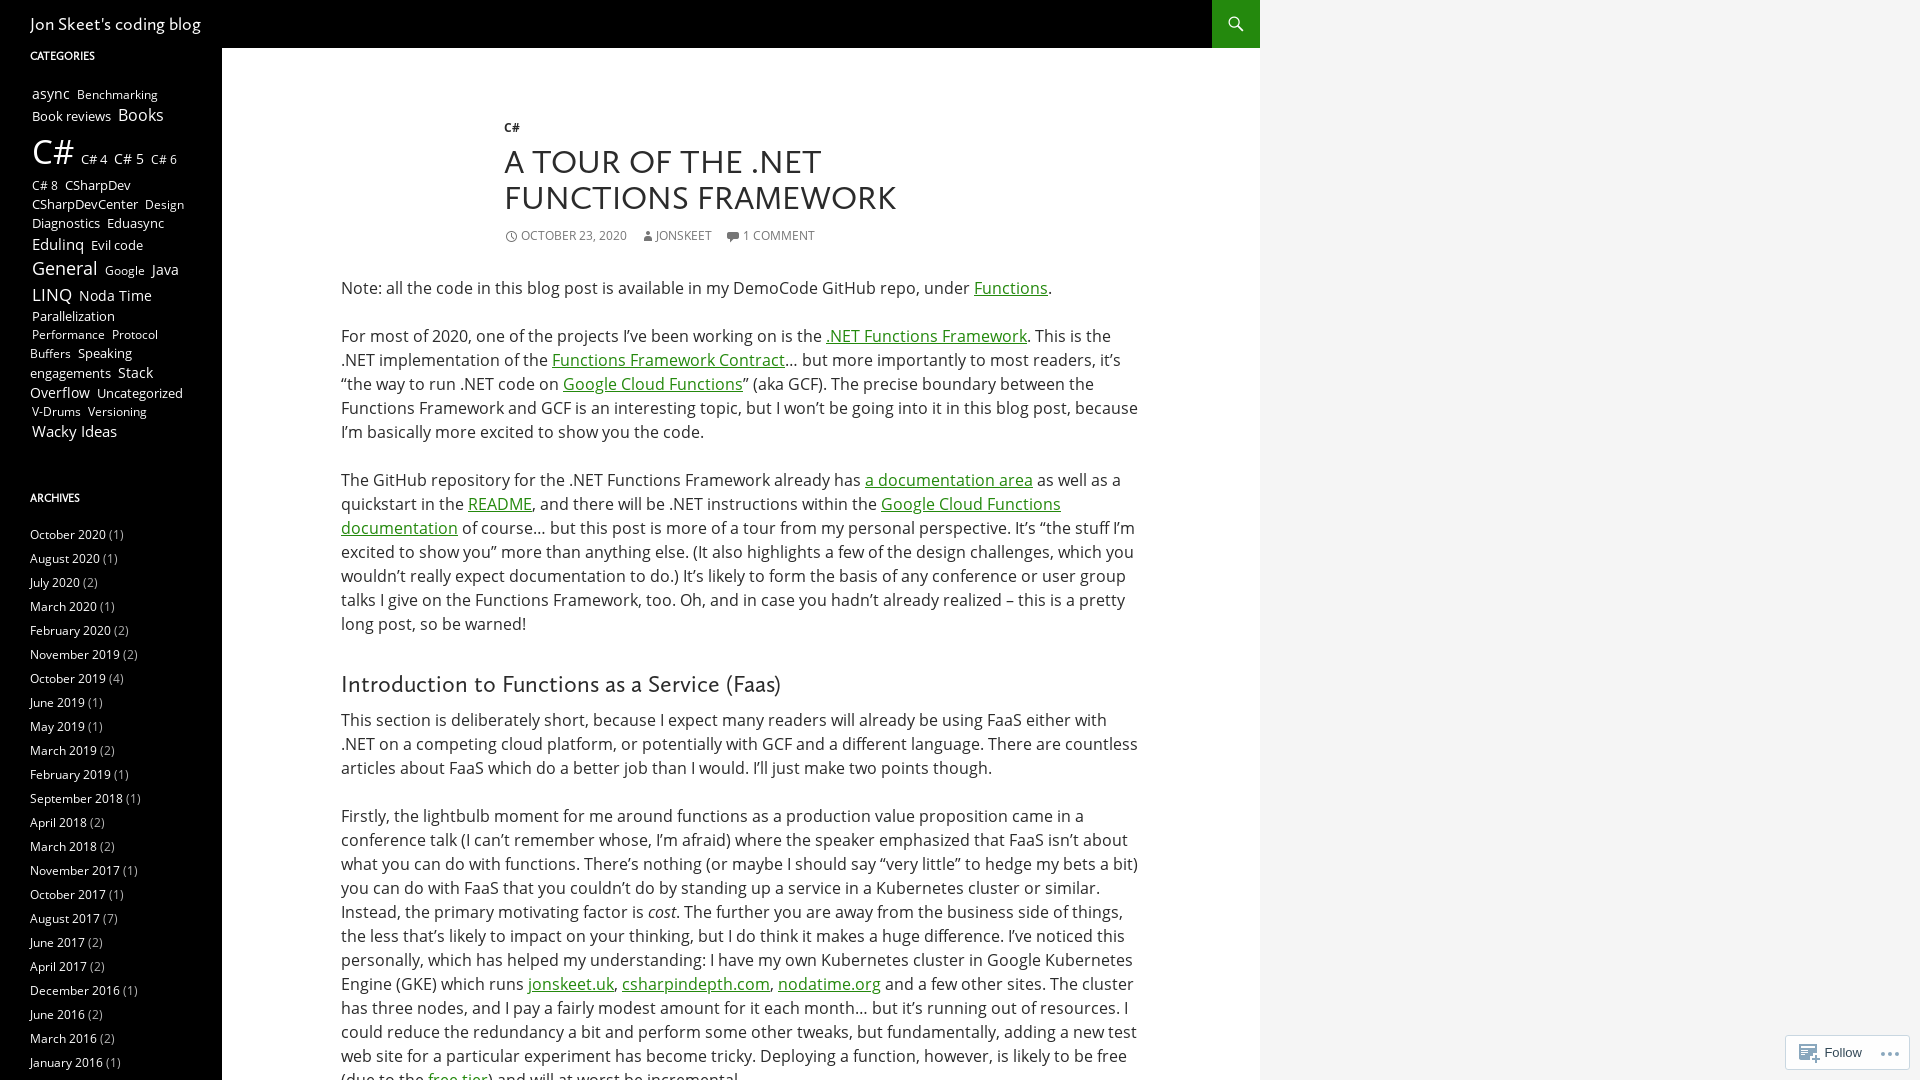 Jon Skeet's coding blog
CATEGORIES
async Benchmarking
Book reviews Books
C# C# 4 C# 5 C# 6
C# 8 CSharpDev
CSharpDevCenter Design
Diagnostics Eduasync
Edulinq Evil code
General Google Java
LINQ Noda Time
Parallelization
Performance Protocol
Buffers Speaking
engagements Stack
Overflow Uncategorized
V-Drums Versioning
Wacky Ideas
ARCHIVES
October 2020 (1)
August 2020 (1)
July 2020 (2)
March 2020 (1)
February 2020 (2)
November 2019 (2)
October 2019 (4)
June 2019 (1)
May 2019 (1)
March 2019 (2)
February 2019 (1)
September 2018 (1)
April 2018 (2)
March 2018 (2)
November 2017 (1)
October 2017 (1)
August 2017 (7)
June 2017 (2)
April 2017 (2)
December 2016 (1)
June 2016 (2)
March 2016 (2)
January 2016 (1)
C#
A TOUR OF THE .NET
FUNCTIONS FRAMEWORK
OCTOBER 23, 2020 JONSKEET 1 COMMENT
Note: all the code in this blog post is available in my DemoCode GitHub repo, under Functions.
For most of 2020, one of the projects I’ve been working on is the .NET Functions Framework. This is the
.NET implementation of the Functions Framework Contract… but more importantly to most readers, it’s
“the way to run .NET code on Google Cloud Functions” (aka GCF). The precise boundary between the
Functions Framework and GCF is an interesting topic, but I won’t be going into it in this blog post, because
I’m basically more excited to show you the code.
The GitHub repository for the .NET Functions Framework already has a documentation area as well as a
quickstart in the README, and there will be .NET instructions within the Google Cloud Functions
documentation of course… but this post is more of a tour from my personal perspective. It’s “the stuff I’m
excited to show you” more than anything else. (It also highlights a few of the design challenges, which you
wouldn’t really expect documentation to do.) It’s likely to form the basis of any conference or user group
talks I give on the Functions Framework, too. Oh, and in case you hadn’t already realized – this is a pretty
long post, so be warned!
Introduction to Functions as a Service (Faas)
This section is deliberately short, because I expect many readers will already be using FaaS either with
.NET on a competing cloud platform, or potentially with GCF and a different language. There are countless
articles about FaaS which do a better job than I would. I’ll just make two points though.
Firstly, the lightbulb moment for me around functions as a production value proposition came in a
conference talk (I can’t remember whose, I’m afraid) where the speaker emphasized that FaaS isn’t about
what you can do with functions. There’s nothing (or maybe I should say “very little” to hedge my bets a bit)
you can do with FaaS that you couldn’t do by standing up a service in a Kubernetes cluster or similar.
Instead, the primary motivating factor is cost. The further you are away from the business side of things,
the less that’s likely to impact on your thinking, but I do think it makes a huge difference. I’ve noticed this
personally, which has helped my understanding: I have my own Kubernetes cluster in Google Kubernetes
Engine (GKE) which runs jonskeet.uk, csharpindepth.com, nodatime.org and a few other sites. The cluster
has three nodes, and I pay a fairly modest amount for it each month… but it’s running out of resources. I
could reduce the redundancy a bit and perform some other tweaks, but fundamentally, adding a new test
web site for a particular experiment has become tricky. Deploying a function, however, is likely to be free
(due to the free tier) and will at worst be incremental.
Follow